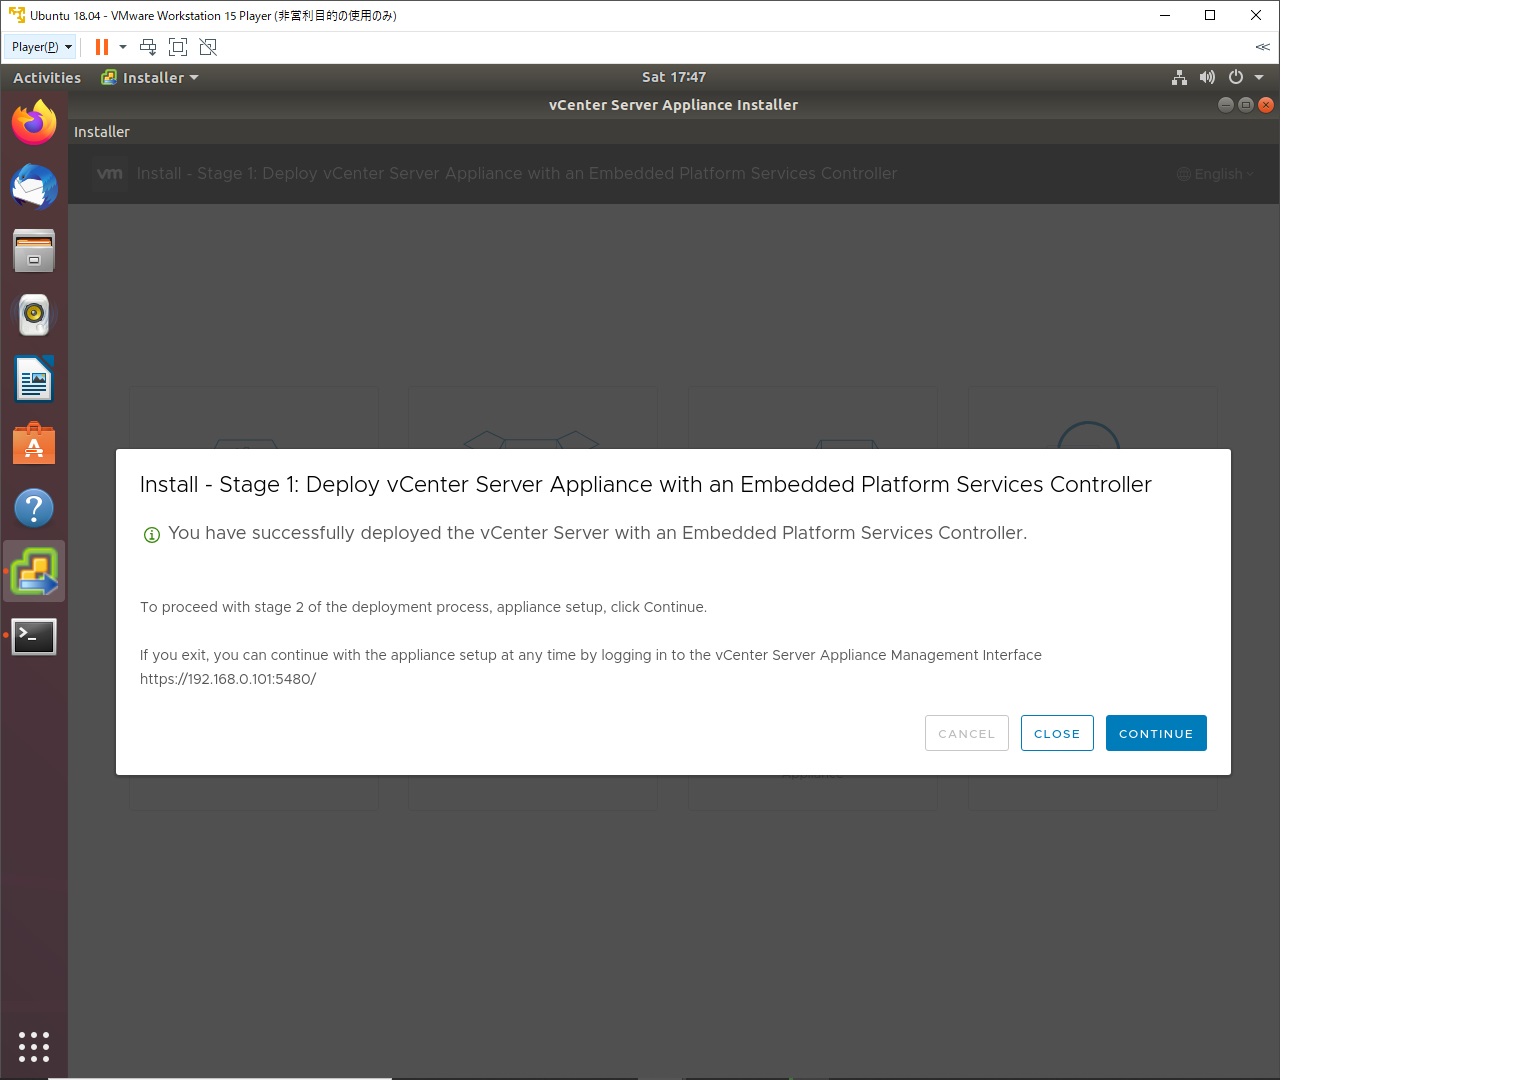 Ubuntu 18.04 - VMware Workstation 15 Player (非営利目的の使用のみ)
Player(P)
Activities
Installer
Sat 17:47
vCenter Server Appliance Installer
Installer
vm
Install - Stage 1: Deploy vCenter Server Appliance with an Embedded Platform Services Controller
English
Install - Stage 1: Deploy vCenter Server Appliance with an Embedded Platform Services Controller
You have successfully deployed the vCenter Server with an Embedded Platform Services Controller.
To proceed with stage 2 of the deployment process, appliance setup, click Continue.
If you exit, you can continue with the appliance setup at any time by logging in to the vCenter Server Appliance Management Interface
https://192.168.0.101:5480/
CANCEL
CLOSE
CONTINUE